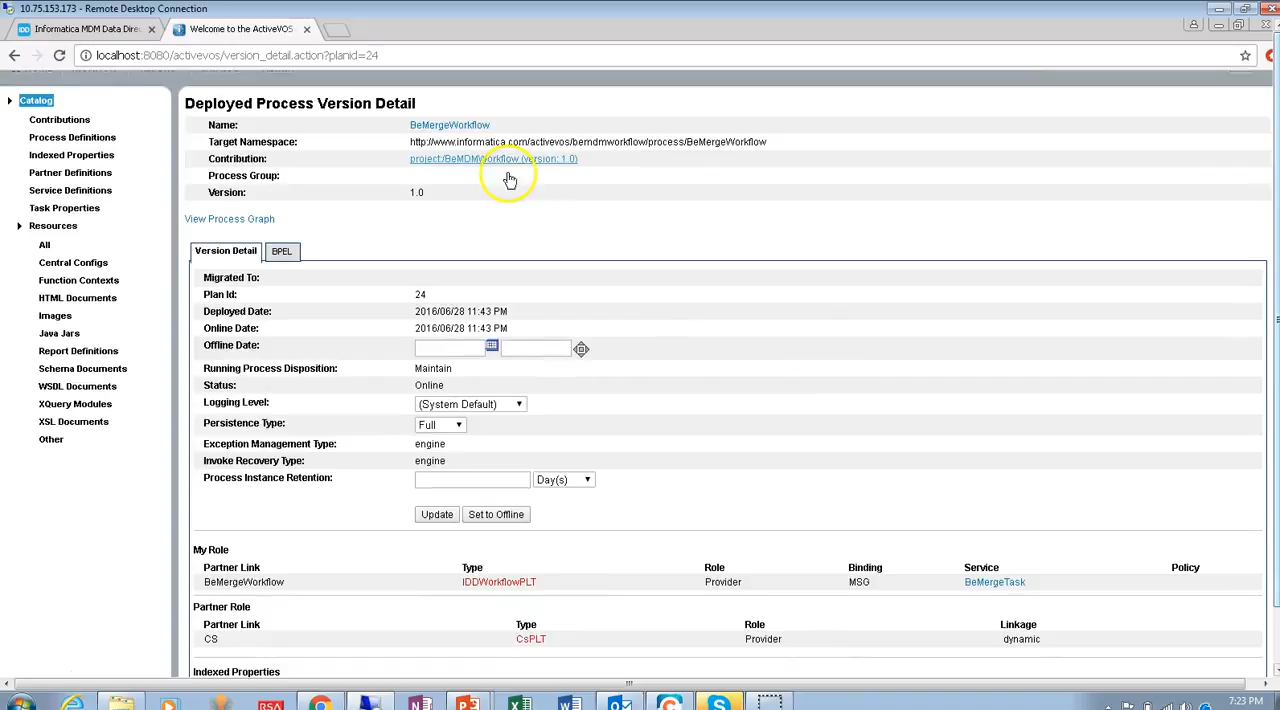 10.75.153.173 - Remote Desktop Connection
Informatica MDM Data Dire
Welcome to the ActiveVOS
localhost:8080/activevos/version_detail.action?planid=24
Catalog
Contributions
Process Definitions
Indexed Properties
Partner Definitions
Service Definitions
Task Properties
Resources
All
Central Configs
Function Contexts
HTML Documents
Images
Java Jars
Report Definitions
Schema Documents
WSDL Documents
XQuery Modules
XSL Documents
Other
Deployed Process Version Detail
Name: BeMergeWorkflow
Target Namespace: http://www.informatica.com/activevos/bemdmworkflow/process/BeMergeWorkflow
Contribution: project:/BeMDMWorkflow (version: 1.0)
Process Group:
Version: 1.0
View Process Graph
Version Detail BPEL
Migrated To:
Plan Id: 24
Deployed Date: 2016/06/28 11:43 PM
Online Date: 2016/06/28 11:43 PM
Offline Date:
Running Process Disposition: Maintain
Status: Online
Logging Level: (System Default)
Persistence Type: Full
Exception Management Type: engine
Invoke Recovery Type: engine
Process Instance Retention: Day(s)
Update Set to Offline
My Role
Partner Link Type Role Binding Service Policy
BeMergeWorkflow IDDWorkflowPLT Provider MSG BeMergeTask
Partner Role
Partner Link Type Role Linkage
CS CsPLT Provider dynamic
Indexed Properties
RSA
7:23 PM